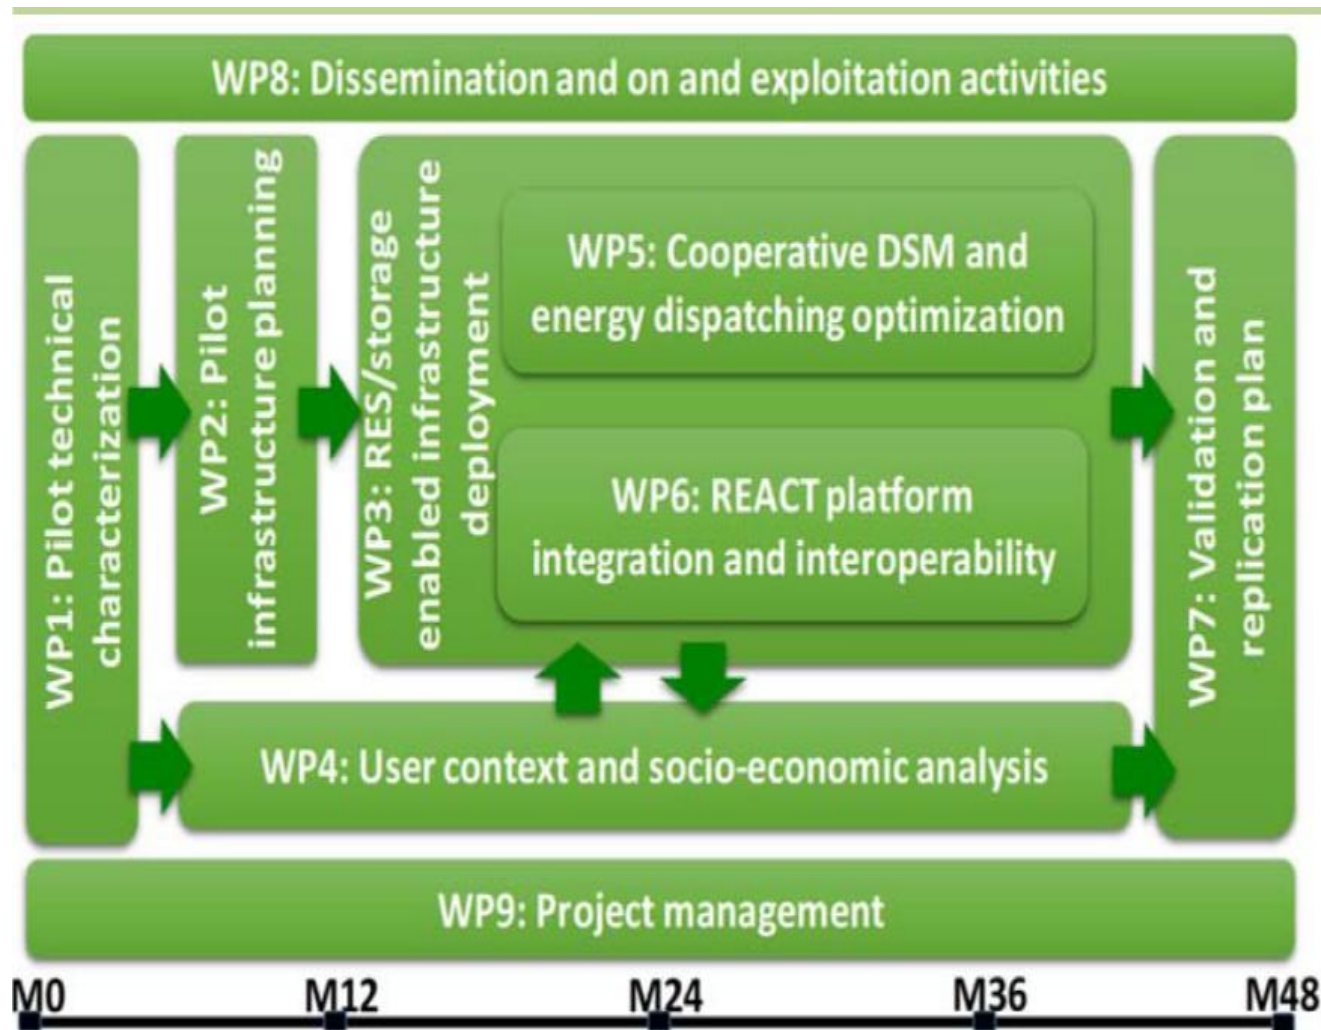 WP8: Dissemination and on and exploitation activities
WP1: Pilot technical
characterization
WP2: Pilot
infrastructure planning
WP3: RES/storage
enabled infrastructure
deployment
WP5: Cooperative DSM and
energy dispatching optimization
WP6: REACT platform
integration and interoperability
WP7: Validation and
replication plan
WP4: User context and socio-economic analysis
WP9: Project management
M0 M12 M24 M36 M48